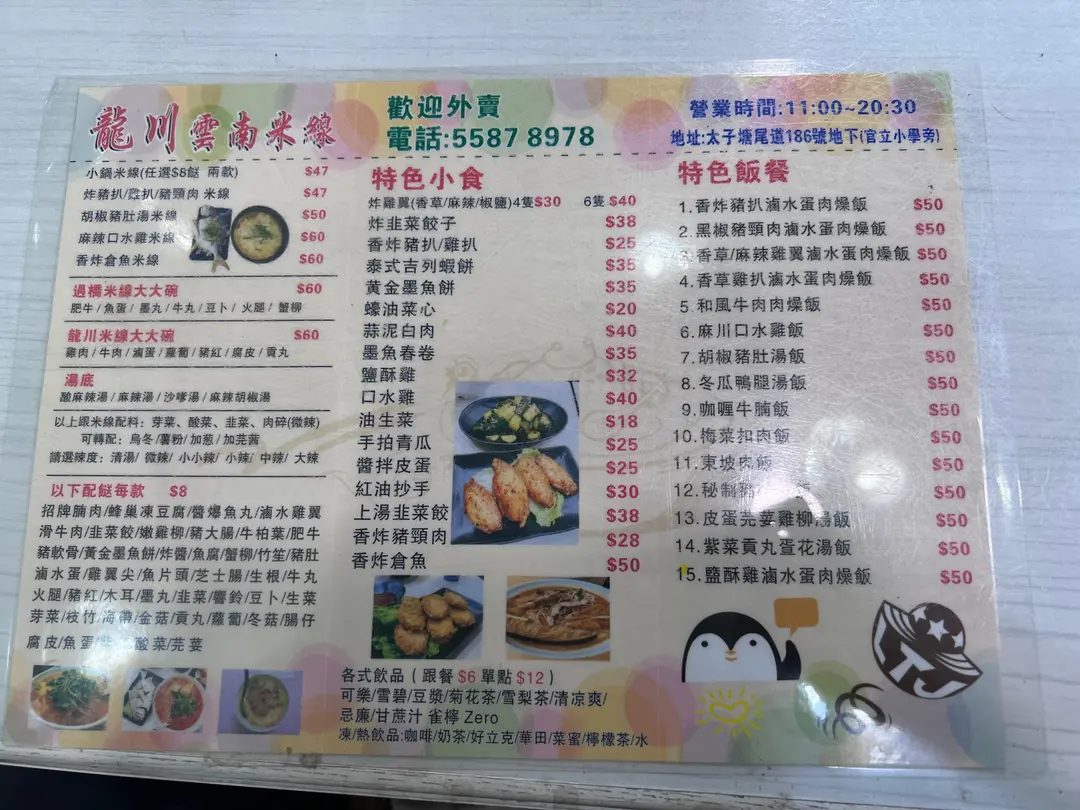 龍川雲南米線
歡迎外賣
電話:5587 8978
營業時間:11:00~20:30
地址:太子塘尾道186號地下(官立小學旁)
小鍋米線(任選$8餸 兩款) $47
炸豬扒/雞扒/豬頸肉 米線 $47
胡椒豬肚湯米線 $50
麻辣口水雞米線 $60
香炸倉魚米線 $60
過橋米線大大碗 $60
肥牛/魚蛋/墨丸/牛丸/豆卜/火腿/蟹柳
龍川米線大大碗 $60
雞肉/牛肉/滷蛋/蘿蔔/豬紅/腐皮/貢丸
湯底
酸麻辣湯/麻辣湯/沙嗲湯/麻辣胡椒湯
以上跟米線配料: 芽菜、酸菜、韭菜、肉碎(微辣)
可轉配: 烏冬/薯粉/加葱/加芫茜
請選辣度: 清湯/ 微辣/ 小小辣/ 小辣/ 中辣/ 大辣
以下配餸每款 $8
招牌腩肉/蜂巢凍豆腐/醬爆魚丸/滷水雞翼
滑牛肉/韭菜餃/嫩雞柳/豬大腸/牛柏葉/肥牛
豬軟骨/黃金墨魚餅/炸醬/魚腐/蟹柳/竹笙/豬肚
滷水蛋/雞翼尖/魚片頭/芝士腸/生根/牛丸
火腿/豬紅/木耳/墨丸/韭菜/響鈴/豆卜/生菜
芽菜/枝竹/海帶/金菇/貢丸/蘿蔔/冬菇/腸仔
腐皮/魚蛋 酸菜/芫荽
特色小食
炸雞翼(香草/麻辣/椒鹽)4隻$30 6隻 $40
炸韭菜餃子 $38
香炸豬扒/雞扒 $25
泰式吉列蝦餅 $35
黃金墨魚餅 $35
蠔油菜心 $20
蒜泥白肉 $40
墨魚春卷 $35
鹽酥雞 $32
口水雞 $40
油生菜 $18
手拍青瓜 $25
醬拌皮蛋 $25
紅油抄手 $30
上湯韭菜餃 $38
香炸豬頸肉 $28
香炸倉魚 $50
各式飲品 ( 跟餐 $6 單點 $12 )
可樂/雪碧/豆漿/菊花茶/雪梨茶/清凉爽/
忌廉/甘蔗汁 雀檸 Zero
凍/熱飲品:咖啡/奶茶/好立克/華田/菜蜜/檸檬茶/水
特色飯餐
1.香炸豬扒滷水蛋肉燥飯 $50
2.黑椒豬頸肉滷水蛋肉燥飯 $50
3.香草/麻辣雞翼滷水蛋肉燥飯 $50
4.香草雞扒滷水蛋肉燥飯 $50
5.和風牛肉肉燥飯 $50
6.麻川口水雞飯 $50
7.胡椒豬肚湯飯 $50
8.冬瓜鴨腿湯飯 $50
9.咖喱牛腩飯 $50
10.梅菜扣肉飯 $50
11.東坡肉飯 $50
12.秘制豬 飯 $50
13.皮蛋芫荽雞柳湯飯 $50
14.紫菜貢丸蛋花湯飯 $50
15.鹽酥雞滷水蛋肉燥飯 $50